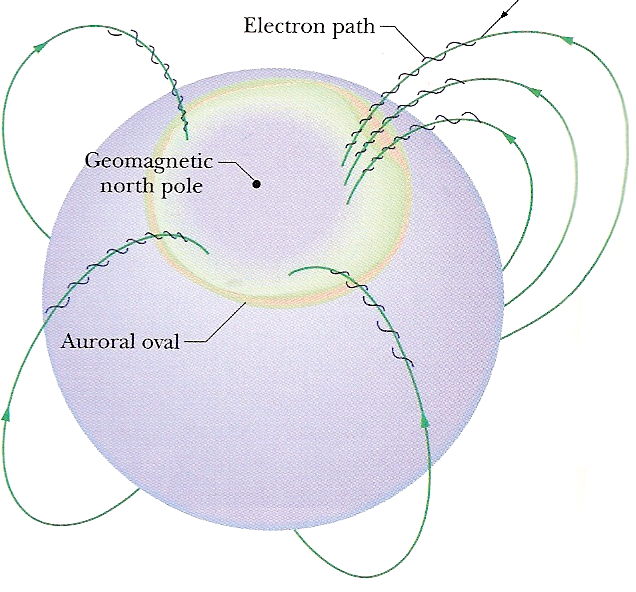 Electron path
Geomagnetic
north pole
Auroral oval